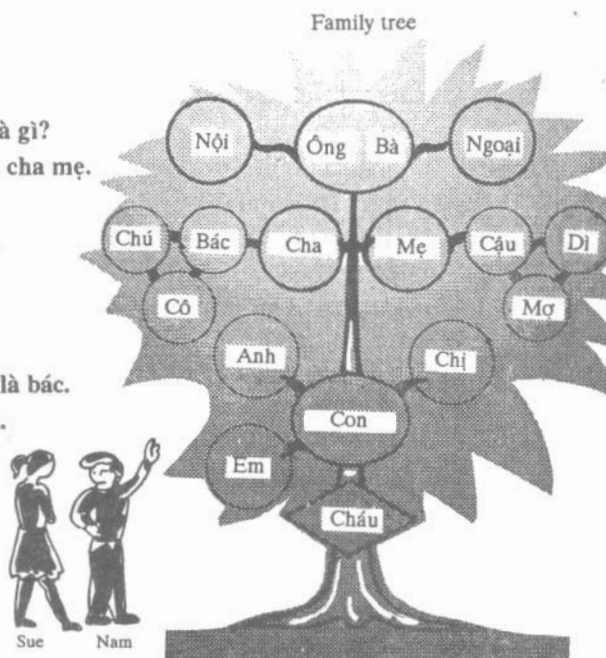 Family tree
à gì?
cha mẹ.
Nội
Ông Bà
Ngoại
Chú
Bác
Cha
Mẹ
Cậu
Dì
Cô
Mợ
Anh
Chị
là bác.
Con
Em
Cháu
Sue
Nam